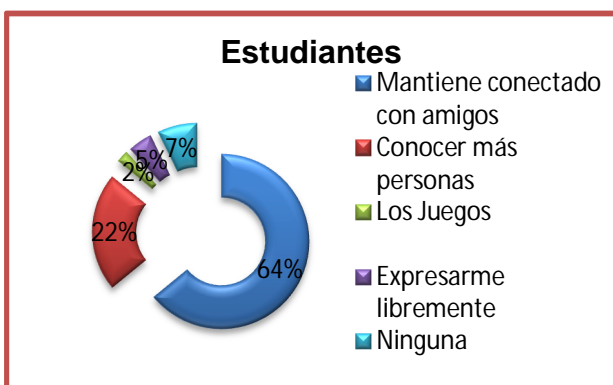 Estudiantes
Mantiene conectado
con amigos
Conocer más
personas
Los Juegos
Expresarme
libremente
Ninguna
7%
5%
2%
22%
64%